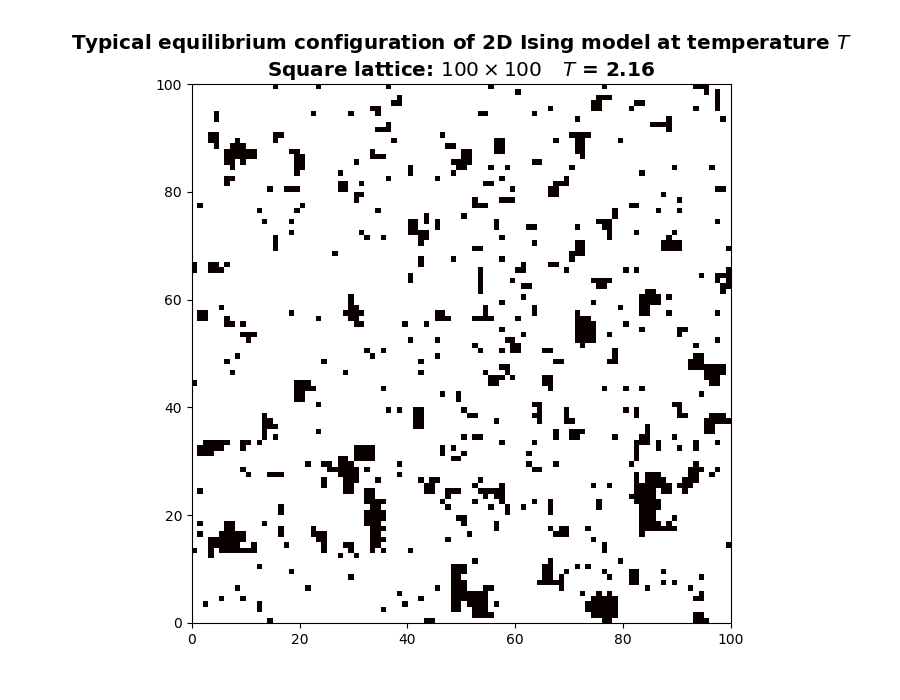 Typical equilibrium configuration of 2D Ising model at temperature T
Square lattice: 100 × 100 T = 2.16
100
80
60
40
20
0
0 20 40 60 80 100